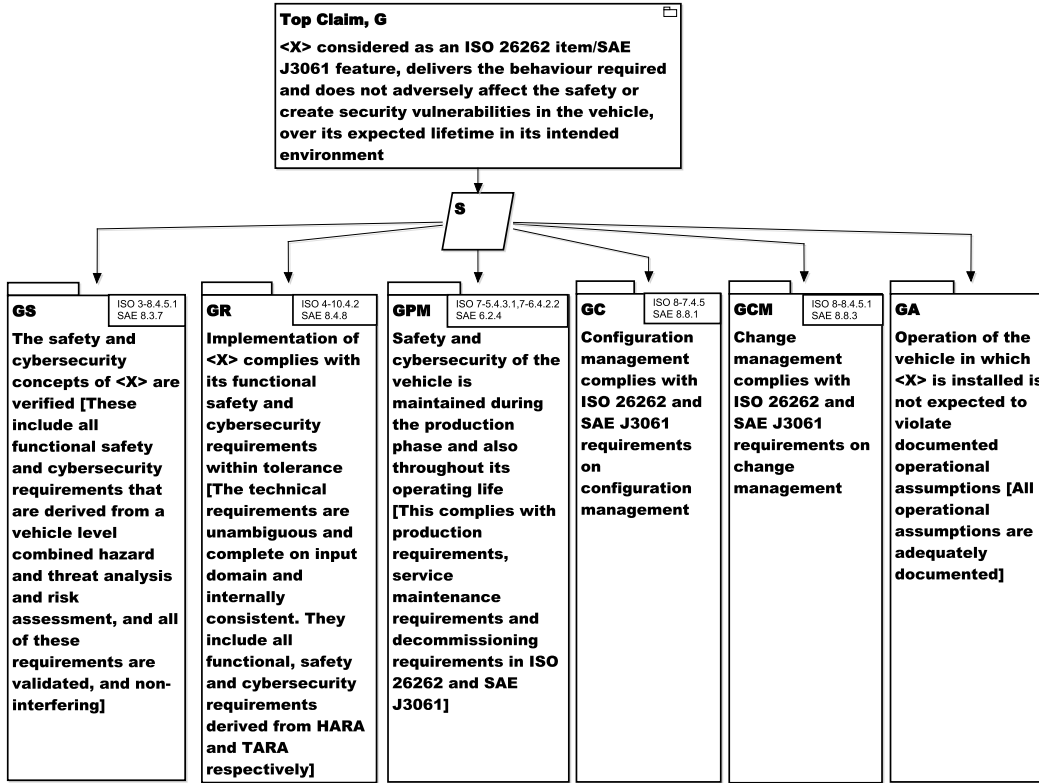 Top Claim, G
<X> considered as an ISO 26262 item/SAE
J3061 feature, delivers the behaviour required
and does not adversely affect the safety or
create security vulnerabilities in the vehicle,
over its expected lifetime in its intended
environment
S
GS
ISO 3-8.4.5.1
SAE 8.3.7
The safety and
cybersecurity
concepts of <X> are
verified [These
include all
functional safety
and cybersecurity
requirements that
are derived from a
vehicle level
combined hazard
and threat analysis
and risk
assessment, and all
of these
requirements are
validated, and non-
interfering]
GR
ISO 4-10.4.2
SAE 8.4.8
Implementation of
<X> complies with
its functional
safety and
cybersecurity
requirements
within tolerance
[The technical
requirements are
unambiguous and
complete on input
domain and
internally
consistent. They
include all
functional, safety
and cybersecurity
requirements
derived from HARA
and TARA
respectively]
GPM
ISO 7-5.4.3.1,7-6.4.2.2
SAE 6.2.4
Safety and
cybersecurity of the
vehicle is
maintained during
the production
phase and also
throughout its
operating life
[This complies with
production
requirements,
service
maintenance
requirements and
decommissioning
requirements in ISO
26262 and SAE
J3061]
GC
ISO 8-7.4.5
SAE 8.8.1
Configuration
management
complies with
ISO 26262 and
SAE J3061
requirements
on
configuration
management
GCM
ISO 8-8.4.5.1
SAE 8.8.3
Change
management
complies with
ISO 26262 and
SAE J3061
requirements on
change
management
GA
Operation of the
vehicle in which
<X> is installed is
not expected to
violate
documented
operational
assumptions [All
operational
assumptions are
adequately
documented]